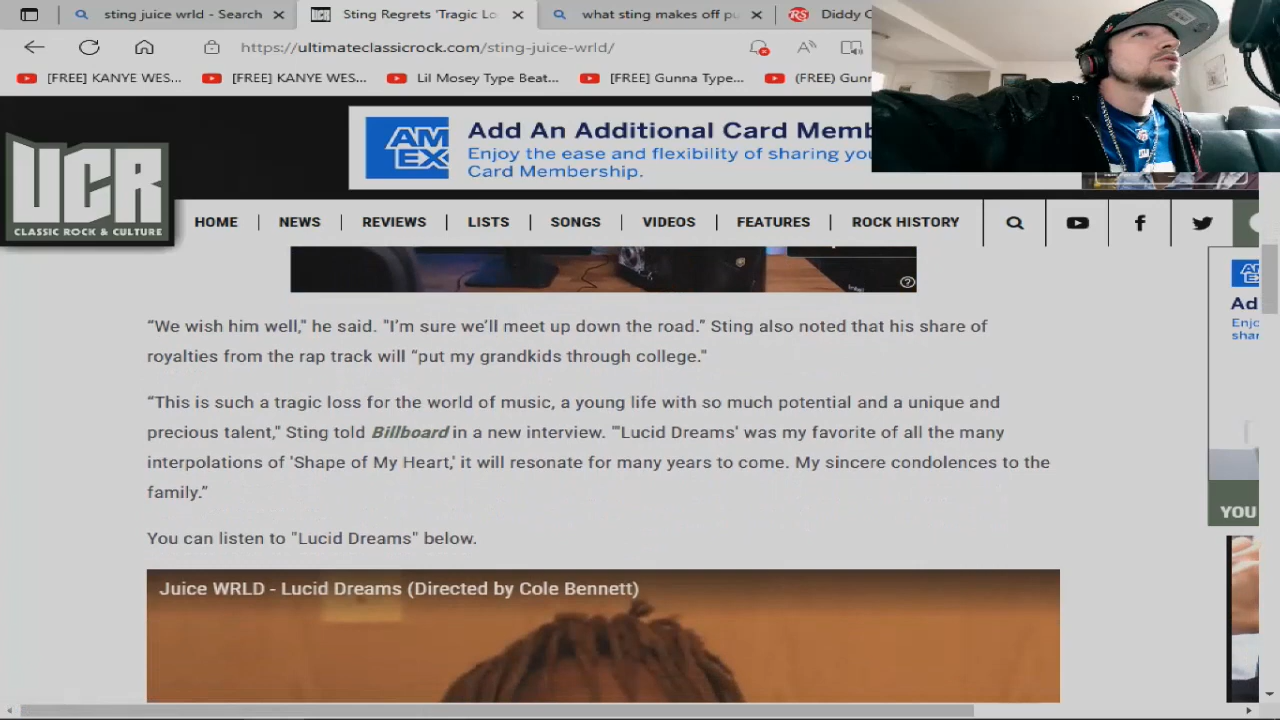 sting juice wrld - Search
Sting Regrets 'Tragic Lo
what sting makes off pu
RS Diddy C
https://ultimateclassicrock.com/sting-juice-wrld/
[FREE] KANYE WES...
[FREE] KANYE WES...
Lil Mosey Type Beat...
[FREE] Gunna Type...
(FREE) Gunn
UCR
CLASSIC ROCK & CULTURE
AM
EX
Add An Additional Card Memb
Enjoy the ease and flexibility of sharing you
Card Membership.
HOME
NEWS
REVIEWS
LISTS
SONGS
VIDEOS
FEATURES
ROCK HISTORY
“We wish him well," he said. "I’m sure we’ll meet up down the road.” Sting also noted that his share of
royalties from the rap track will “put my grandkids through college."
“This is such a tragic loss for the world of music, a young life with so much potential and a unique and
precious talent," Sting told Billboard in a new interview. "'Lucid Dreams' was my favorite of all the many
interpolations of 'Shape of My Heart,' it will resonate for many years to come. My sincere condolences to the
family.”
You can listen to "Lucid Dreams" below.
Juice WRLD - Lucid Dreams (Directed by Cole Bennett)
Ad
Enjo
shar
YOU